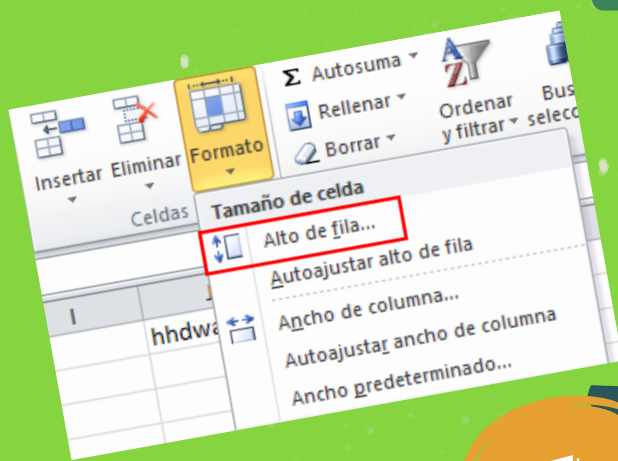 Insertar
Eliminar
Formato
Celdas
Σ Autosuma
Rellenar
Borrar
Ordenar
y filtrar
Tamaño de celda
Alto de fila...
Autoajustar alto de fila
Ancho de columna...
Autoajustar ancho de columna
Ancho predeterminado...
I